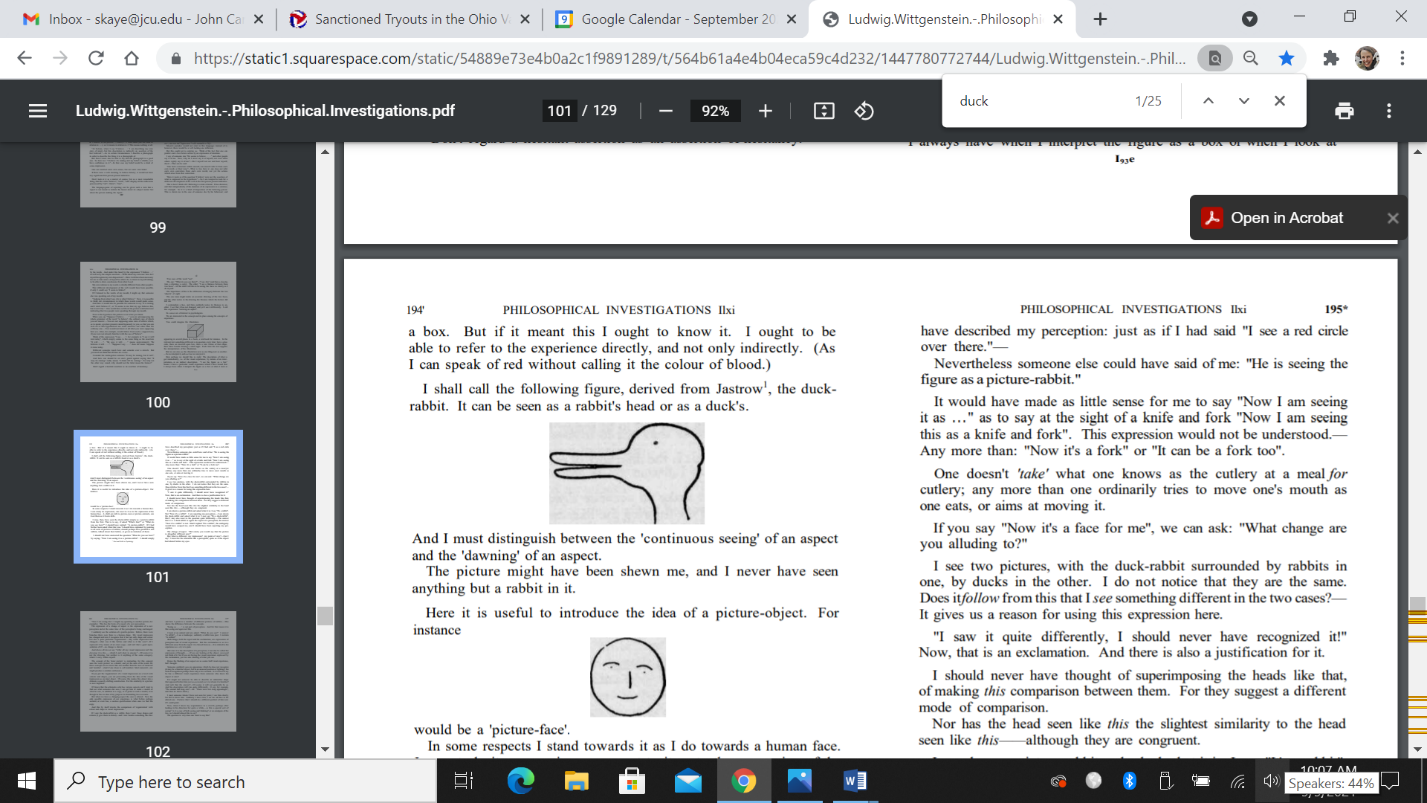 Inbox - skaye@jcu.edu - John Ca
Sanctioned Tryouts in the Ohio V
Google Calendar - September 20
Ludwig.Wittgenstein.-.Philosophi
https://static1.squarespace.com/static/54889e73e4b0a2c1f9891289/t/564b61a4e4b04eca59c4d232/1447780772744/Ludwig.Wittgenstein.-.Phil...
duck 1/25
Ludwig.Wittgenstein.-.Philosophical.Investigations.pdf
101 / 129
92%
I93e
Open in Acrobat
99
100
101
102
194'
PHILOSOPHICAL INVESTIGATIONS IIxi
a box. But if it meant this I ought to know it. I ought to be
able to refer to the experience directly, and not only indirectly. (As
I can speak of red without calling it the colour of blood.)
I shall call the following figure, derived from Jastrow1, the duck-
rabbit. It can be seen as a rabbit's head or as a duck's.
And I must distinguish between the 'continuous seeing' of an aspect
and the 'dawning' of an aspect.
The picture might have been shewn me, and I never have seen
anything but a rabbit in it.
Here it is useful to introduce the idea of a picture-object. For
instance
would be a 'picture-face'.
In some respects I stand towards it as I do towards a human face.
PHILOSOPHICAL INVESTIGATIONS IIxi
195*
have described my perception: just as if I had said "I see a red circle
over there."—
Nevertheless someone else could have said of me: "He is seeing the
figure as a picture-rabbit."
It would have made as little sense for me to say "Now I am seeing
it as ..." as to say at the sight of a knife and fork "Now I am seeing
this as a knife and fork". This expression would not be understood.—
Any more than: "Now it's a fork" or "It can be a fork too".
One doesn't 'take' what one knows as the cutlery at a meal for
cutlery; any more than one ordinarily tries to move one's mouth as
one eats, or aims at moving it.
If you say "Now it's a face for me", we can ask: "What change are
you alluding to?"
I see two pictures, with the duck-rabbit surrounded by rabbits in
one, by ducks in the other. I do not notice that they are the same.
Does it follow from this that I see something different in the two cases?—
It gives us a reason for using this expression here.
"I saw it quite differently, I should never have recognized it!"
Now, that is an exclamation. And there is also a justification for it.
I should never have thought of superimposing the heads like that,
of making this comparison between them. For they suggest a different
mode of comparison.
Nor has the head seen like this the slightest similarity to the head
seen like this——although they are congruent.
Type here to search
Speakers: 44%